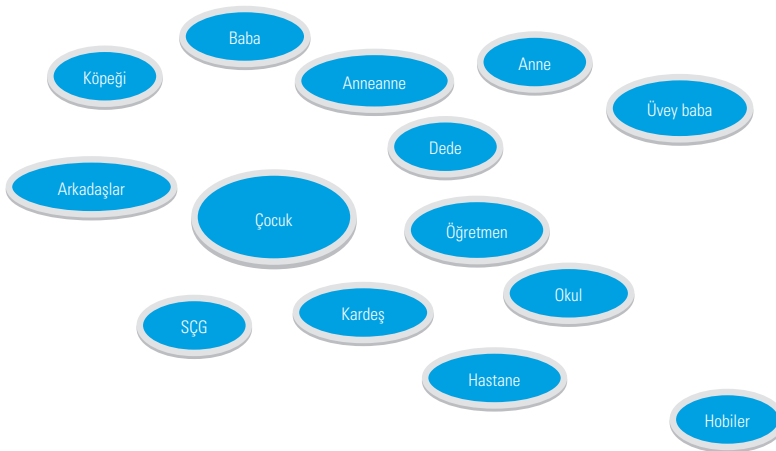 Baba
Köpeği
Anneanne
Anne
Üvey baba
Dede
Arkadaşlar
Çocuk
Öğretmen
Okul
SÇG
Kardeş
Hastane
Hobiler